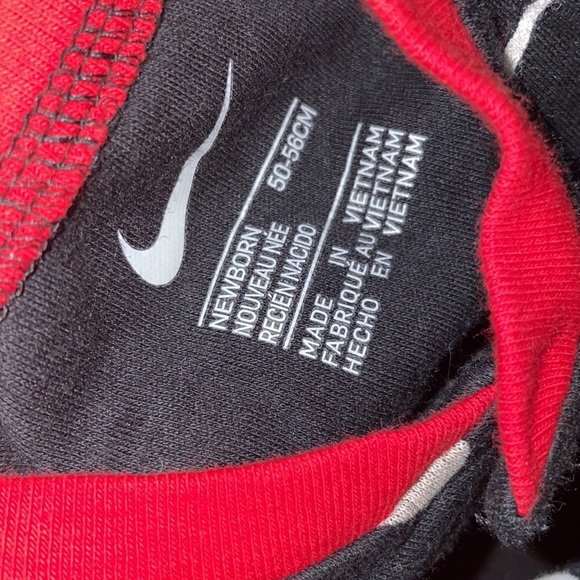 50-56CM
NEWBORN
NOUVEAU NÉE
RECIÉN NACIDO
MADE IN VIETNAM
FABRIQUÉ AU VIETNAM
HECHO EN VIETNAM